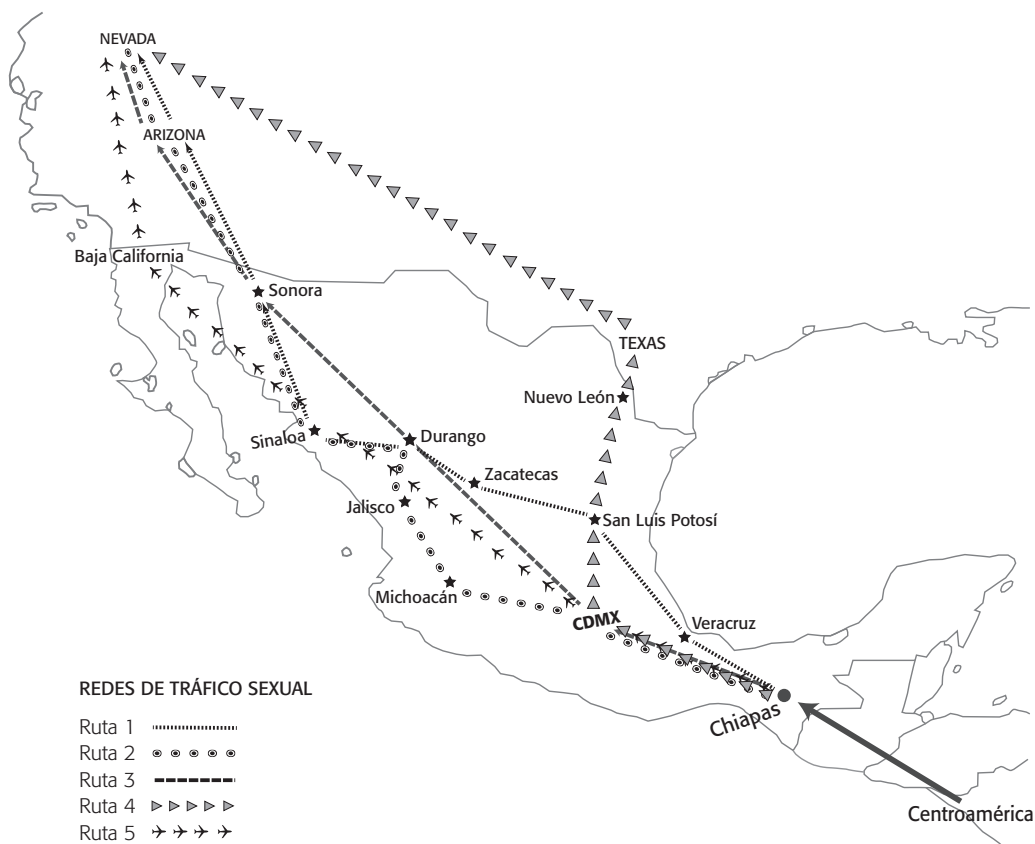 NEVADA
ARIZONA
Baja California
Sonora
TEXAS
Nuevo León
Sinaloa
Durango
Zacatecas
Jalisco
San Luis Potosí
Michoacán
CDMX
Veracruz
Chiapas
Centroamérica
REDES DE TRÁFICO SEXUAL
Ruta 1
Ruta 2
Ruta 3
Ruta 4
Ruta 5